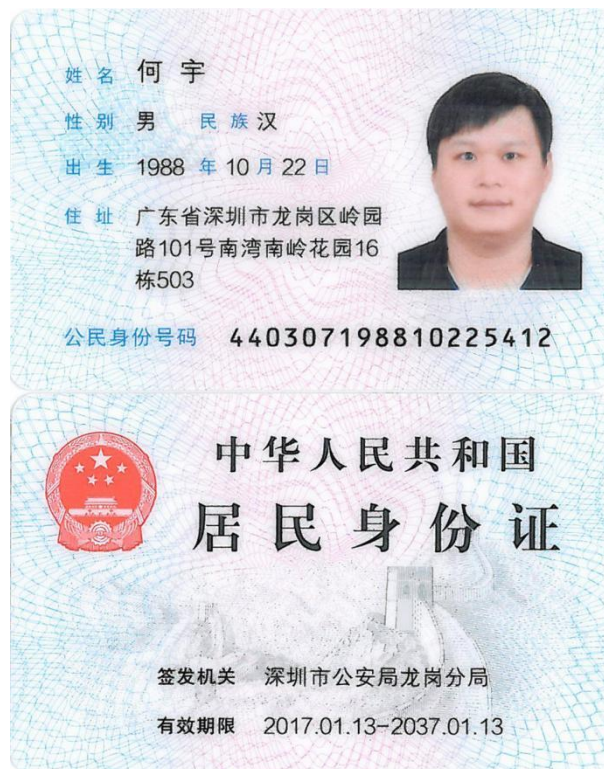 姓名 何宇
性别 男 民族 汉
出生 1988 年 10 月 22 日
住址 广东省深圳市龙岗区岭园
路101号南湾南岭花园16
栋503
公民身份号码 440307198810225412
中华人民共和国
居民身份证
签发机关 深圳市公安局龙岗分局
有效期限 2017.01.13-2037.01.13